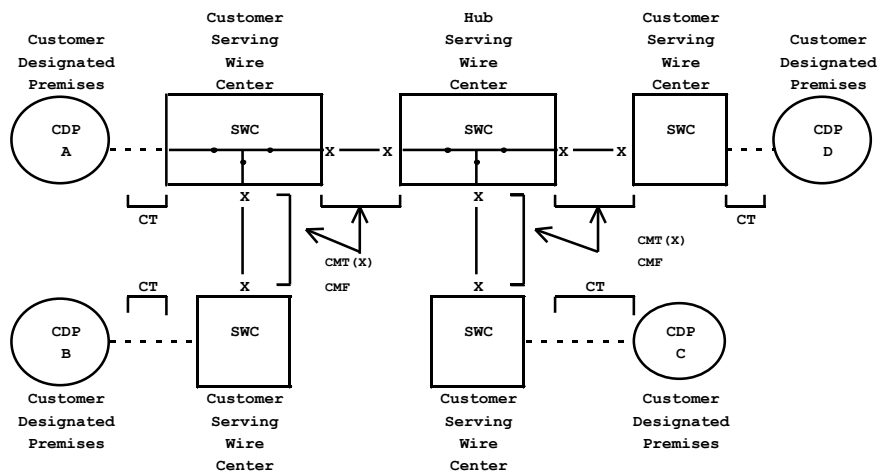 Customer
Serving
Wire
Center
Hub
Serving
Wire
Center
Customer
Serving
Wire
Center
Customer
Designated
Premises
Customer
Designated
Premises
CDP
A
SWC
X
X
SWC
X
X
SWC
CDP
D
CT
X
X
CT
CMT(X)
CMF
CMT(X)
CMF
CT
X
X
CT
CDP
B
SWC
SWC
CDP
C
Customer
Designated
Premises
Customer
Serving
Wire
Center
Customer
Serving
Wire
Center
Customer
Designated
Premises